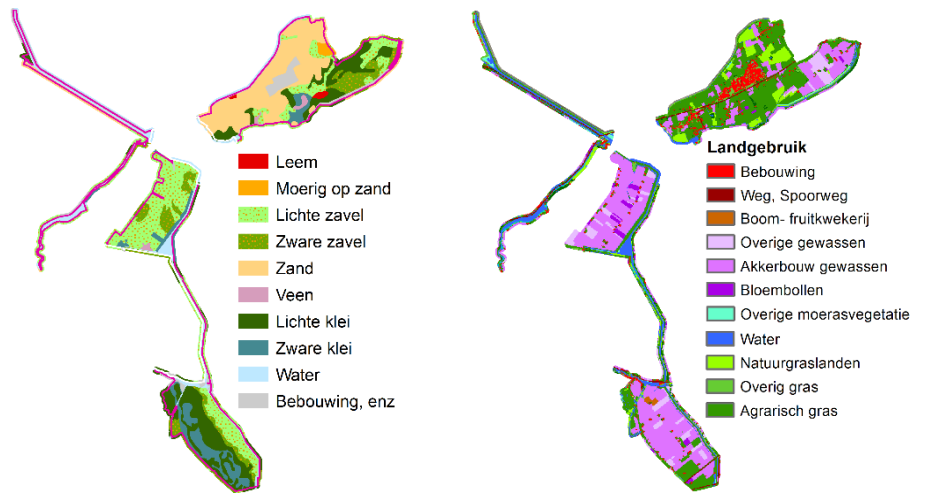 Leem
Moerig op zand
Lichte zavel
Zware zavel
Zand
Veen
Lichte klei
Zware klei
Water
Bebouwing, enz
Landgebruik
Bebouwing
Weg, Spoorweg
Boom- fruitkwekerij
Overige gewassen
Akkerbouw gewassen
Bloembollen
Overige moerasvegetatie
Water
Natuurgraslanden
Overig gras
Agrarisch gras